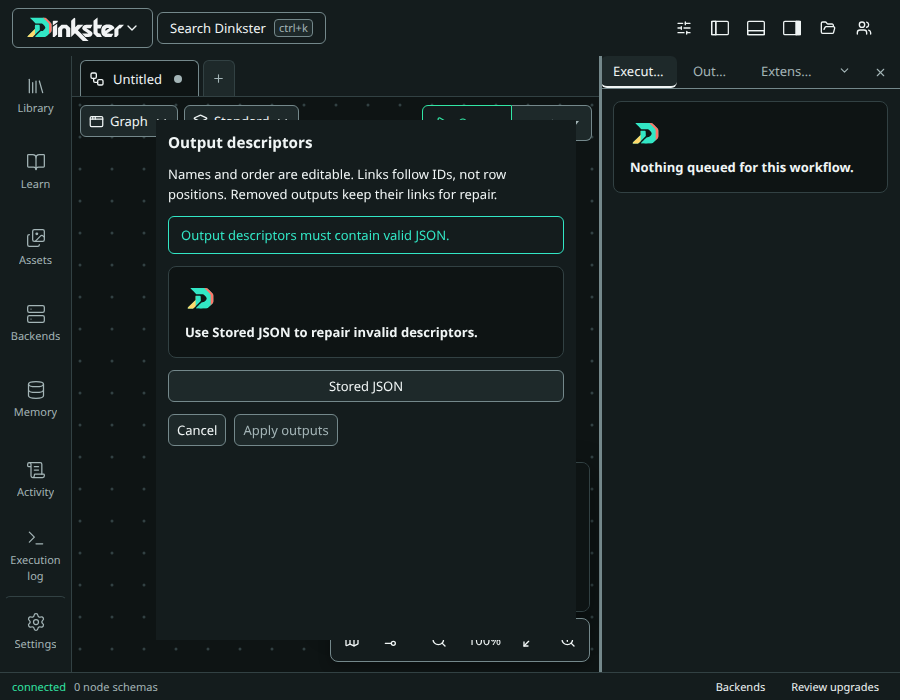 Dinkster
Search Dinkster ctrl+k
Untitled
Graph
Standard
Execut...
Out...
Extens...
Library
Learn
Assets
Backends
Memory
Activity
Execution
log
Settings
Output descriptors
Names and order are editable. Links follow IDs, not row
positions. Removed outputs keep their links for repair.
Output descriptors must contain valid JSON.
Use Stored JSON to repair invalid descriptors.
Stored JSON
Cancel
Apply outputs
100%
Nothing queued for this workflow.
connected
0 node schemas
Backends
Review upgrades